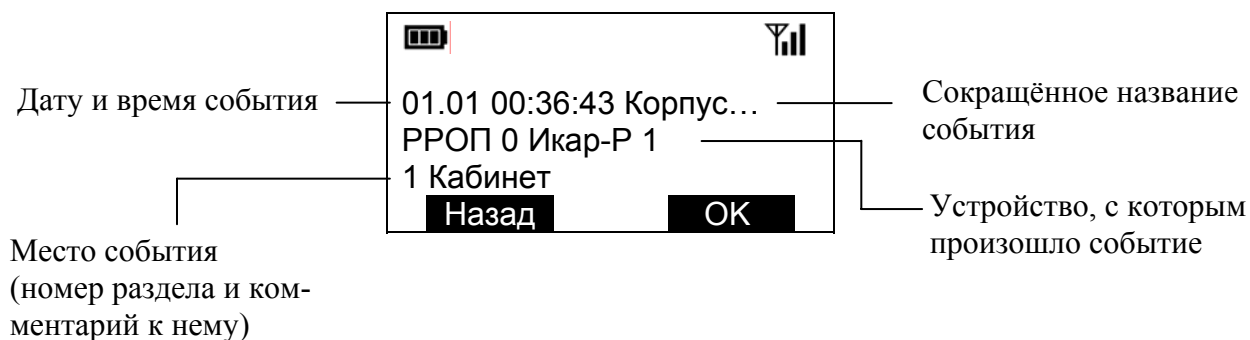 Дату и время события
01.01 00:36:43 Корпус…
РРОП 0 Икар-Р 1
1 Кабинет
Назад
OK
Сокращённое название
события
Устройство, с которым
произошло событие
Место события
(номер раздела и ком-
ментарий к нему)